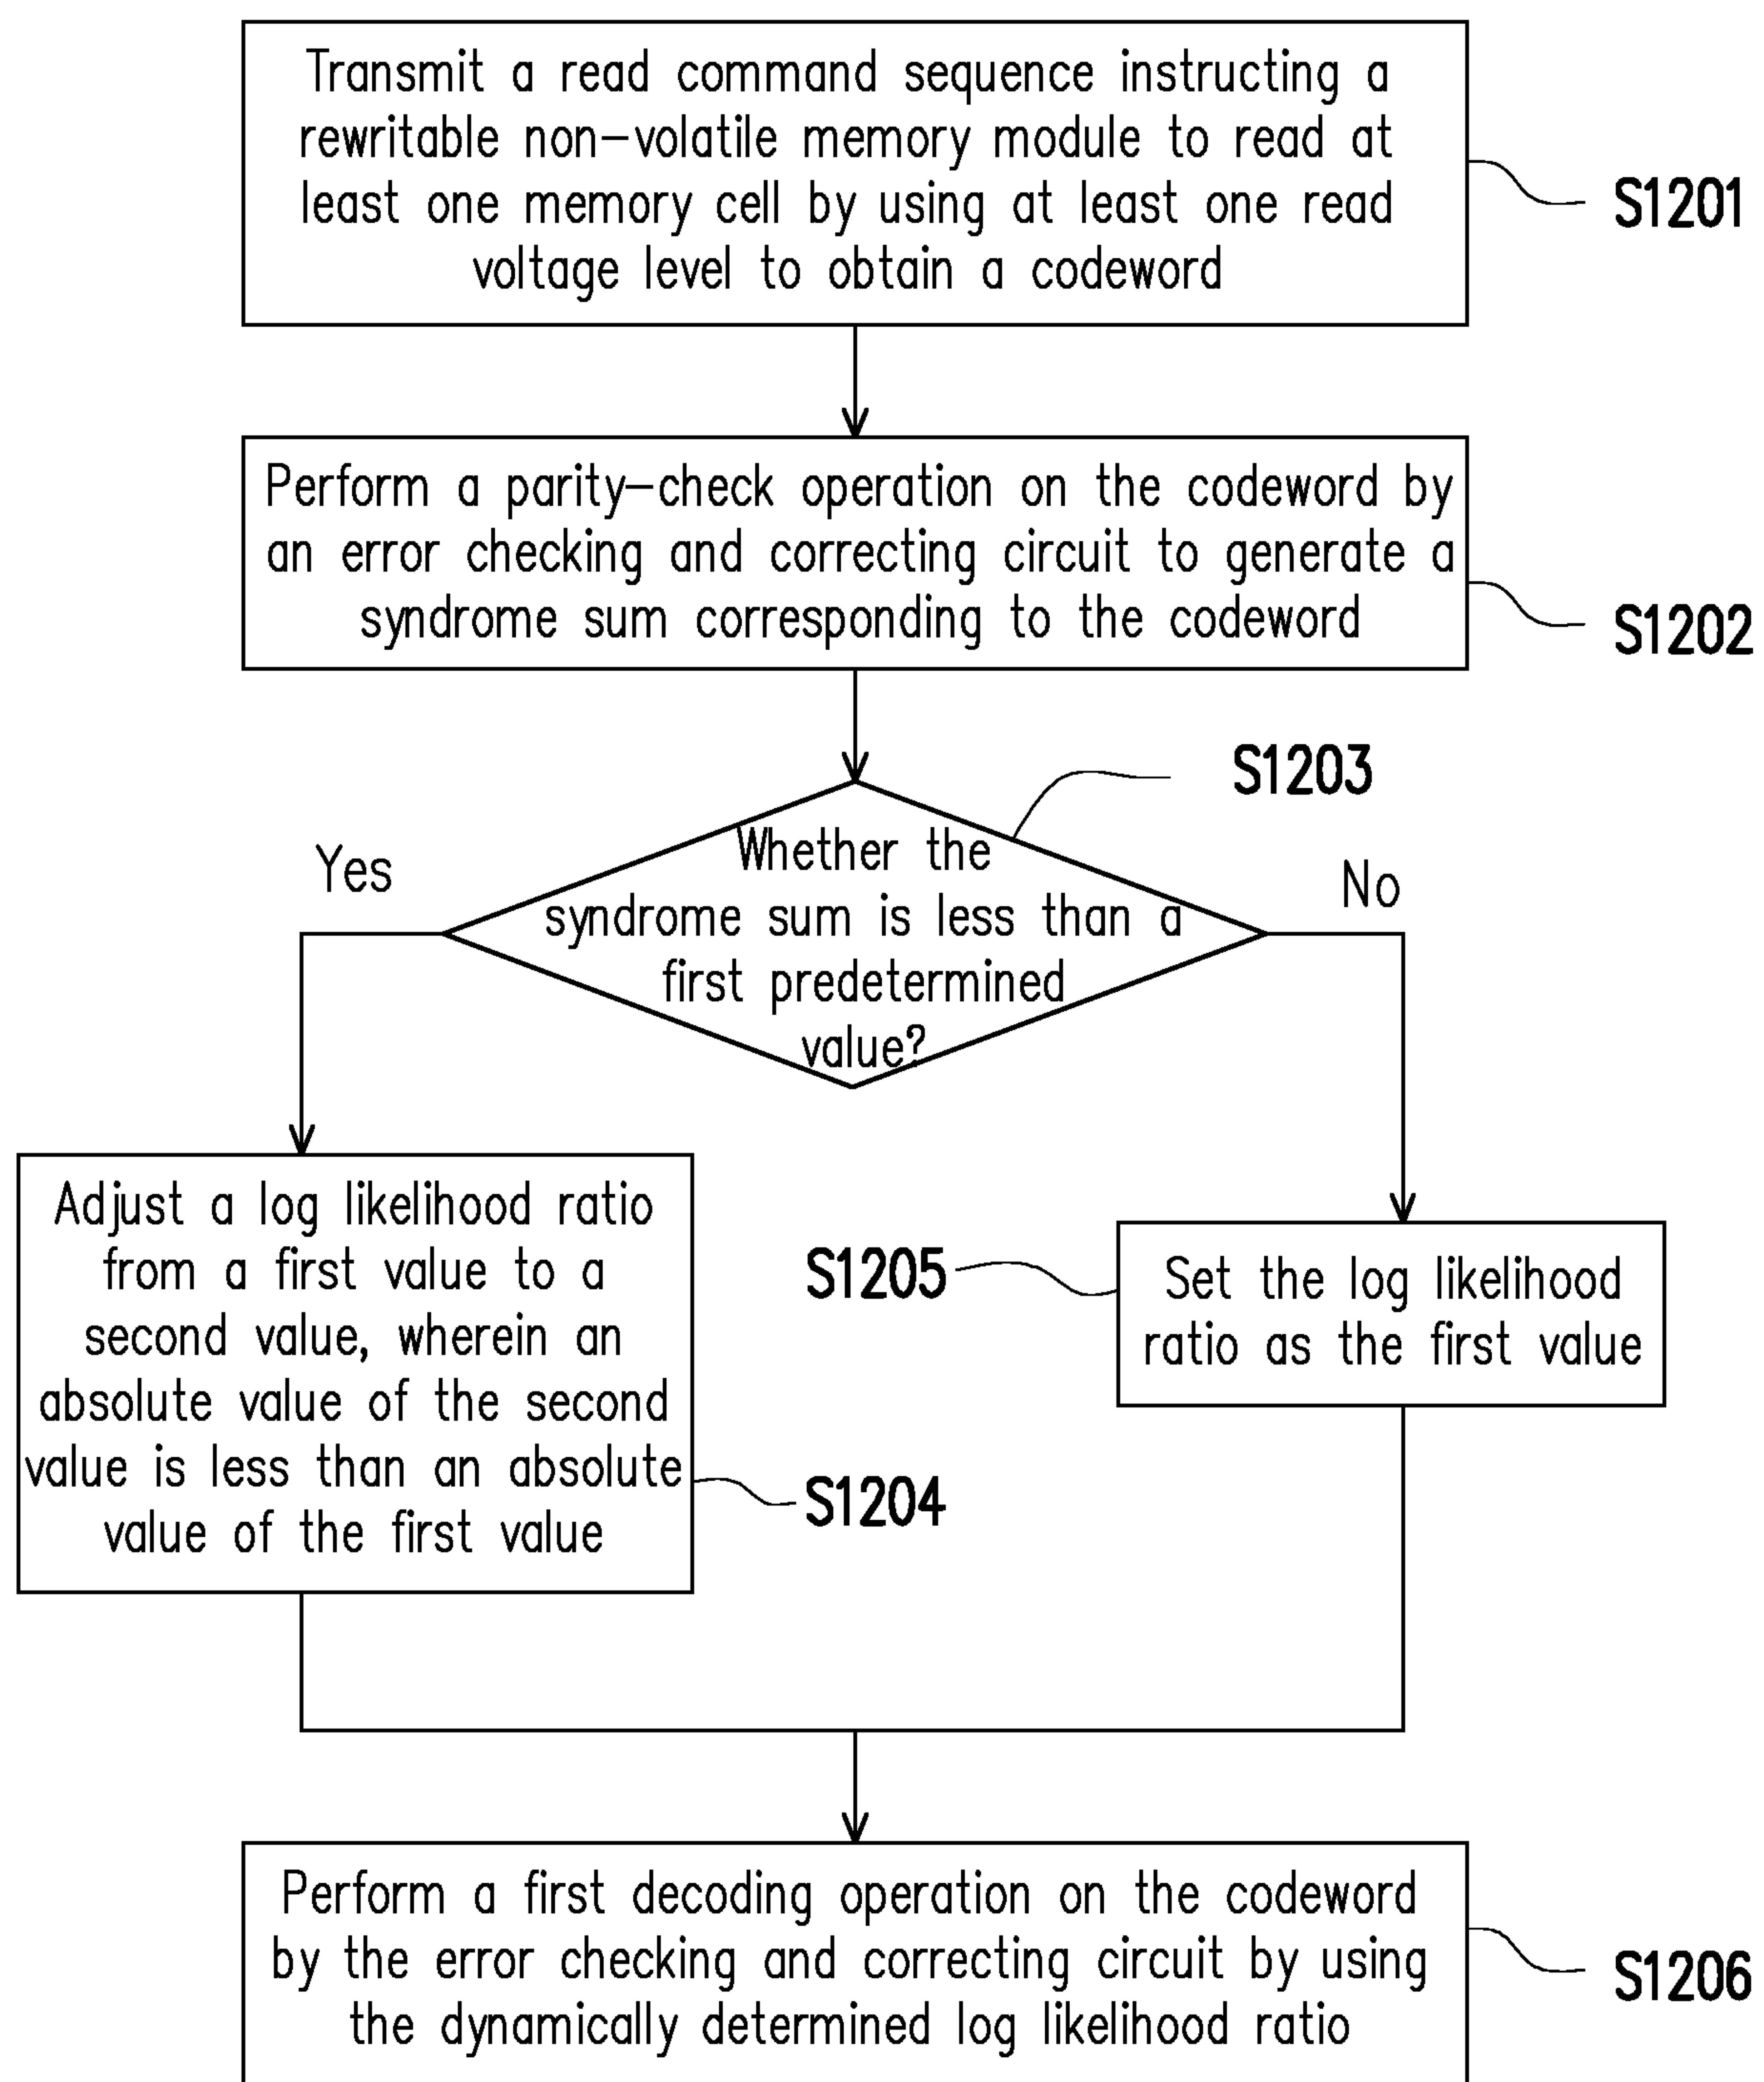 Transmit a read command sequence instructing a
rewritable non-volatile memory module to read at
least one memory cell by using at least one read
voltage level to obtain a codeword
S1201
Perform a parity-check operation on the codeword by
an error checking and correcting circuit to generate a
syndrome sum corresponding to the codeword
S1202
S1203
Whether the
syndrome sum is less than a
first predetermined
value?
Yes
No
Adjust a log likelihood ratio
from a first value to a
second value, wherein an
absolute value of the second
value is less than an absolute
value of the first value
S1204
S1205
Set the log likelihood
ratio as the first value
Perform a first decoding operation on the codeword
by the error checking and correcting circuit by using
the dynamically determined log likelihood ratio
S1206